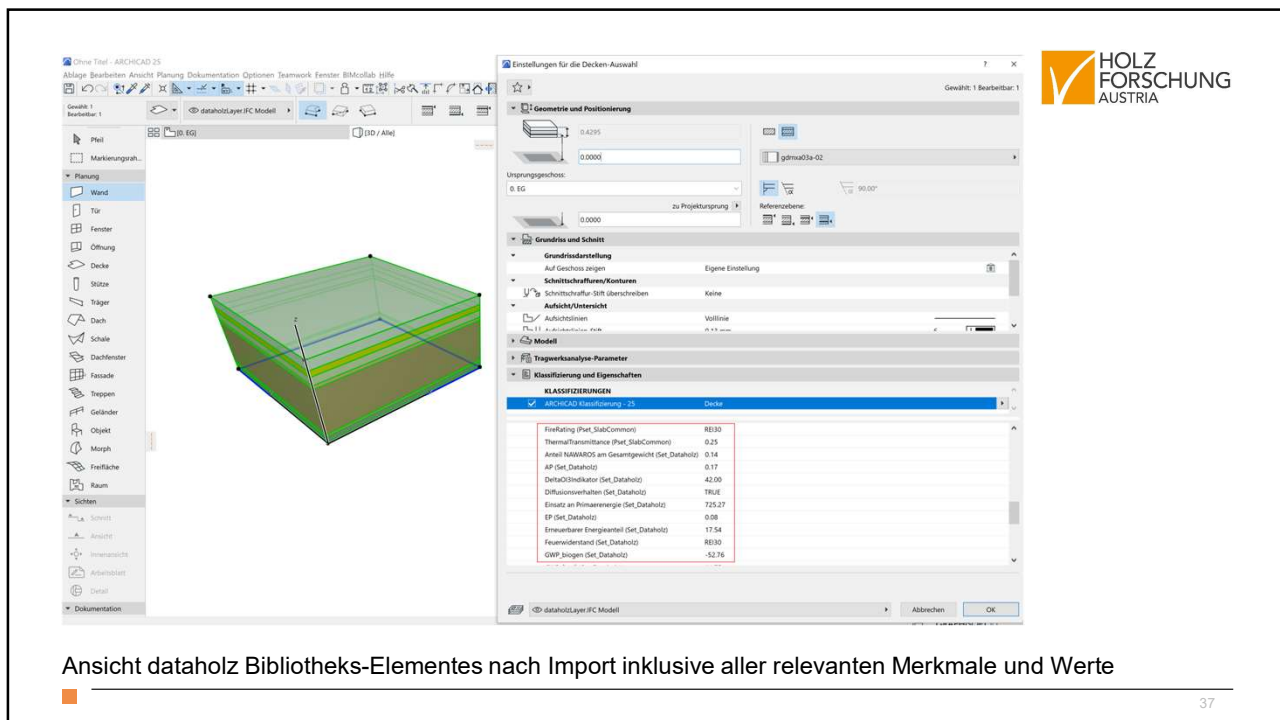 HOLZ
FORSCHUNG
AUSTRIA
Ohne Titel - ARCHICAD 25
Ablage Bearbeiten Ansicht Planung Dokumentation Optionen Teamwork Fenster BIMcollab Hilfe
Gewählt: 1
Bearbeitbar: 1
dataholzLayer.IFC Modell
[0. EG]
[3D / Alle]
Pfeil
Markierungsrah...
Planung
Wand
Tür
Fenster
Öffnung
Decke
Stütze
Träger
Dach
Schale
Dachfenster
Fassade
Treppen
Geländer
Objekt
Morph
Freifläche
Raum
Sichten
Schnitt
Ansicht
Innenansicht
Arbeitsblatt
Detail
Dokumentation
z
Einstellungen für die Decken-Auswahl ? ×
Gewählt: 1 Bearbeitbar: 1
Geometrie und Positionierung
0.4295
0.0000
gdrnxa03a-02
Ursprungsgeschoss:
0. EG
90.00°
zu Projektursprung
Referenzebene:
0.0000
Grundriss und Schnitt
Grundrissdarstellung
Auf Geschoss zeigen Eigene Einstellung
Schnittschraffuren/Konturen
Schnittschraffur-Stift überschreiben Keine
Aufsicht/Untersicht
Aufsichtslinien Volllinie
Aufsichtslinien-Stift 0.13 mm
Modell
Tragwerksanalyse-Parameter
Klassifizierung und Eigenschaften
KLASSIFIZIERUNGEN
ARCHICAD Klassifizierung - 25 Decke
FireRating (Pset_SlabCommon) REI30
ThermalTransmittance (Pset_SlabCommon) 0.25
Anteil NAWAROS am Gesamtgewicht (Set_Dataholz) 0.14
AP (Set_Dataholz) 0.17
DeltaOI3Indikator (Set_Dataholz) 42.00
Diffusionsverhalten (Set_Dataholz) TRUE
Einsatz an Primaerenergie (Set_Dataholz) 725.27
EP (Set_Dataholz) 0.08
Erneuerbarer Energieanteil (Set_Dataholz) 17.54
Feuerwiderstand (Set_Dataholz) REI30
GWP_biogen (Set_Dataholz) -52.76
dataholzLayer.IFC Modell
Abbrechen OK
Ansicht dataholz Bibliotheks-Elementes nach Import inklusive aller relevanten Merkmale und Werte
37